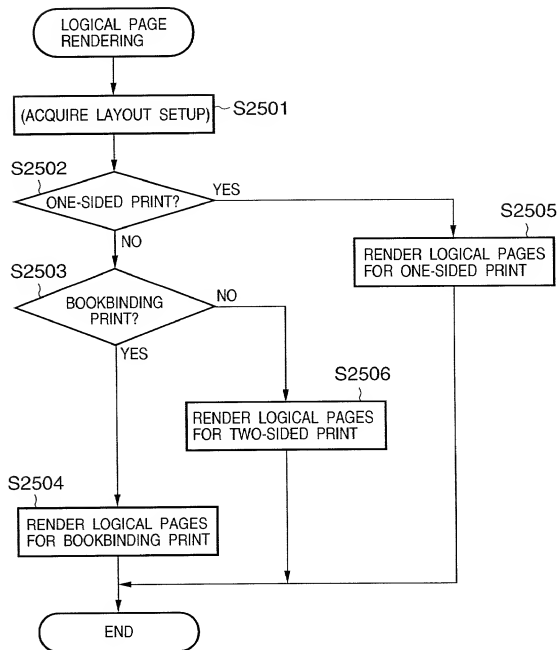 LOGICAL PAGE
RENDERING
(ACQUIRE LAYOUT SETUP)
S2501
S2502
ONE-SIDED PRINT?
YES
NO
S2505
RENDER LOGICAL PAGES
FOR ONE-SIDED PRINT
S2503
BOOKBINDING
PRINT?
NO
YES
S2506
RENDER LOGICAL PAGES
FOR TWO-SIDED PRINT
S2504
RENDER LOGICAL PAGES
FOR BOOKBINDING PRINT
END